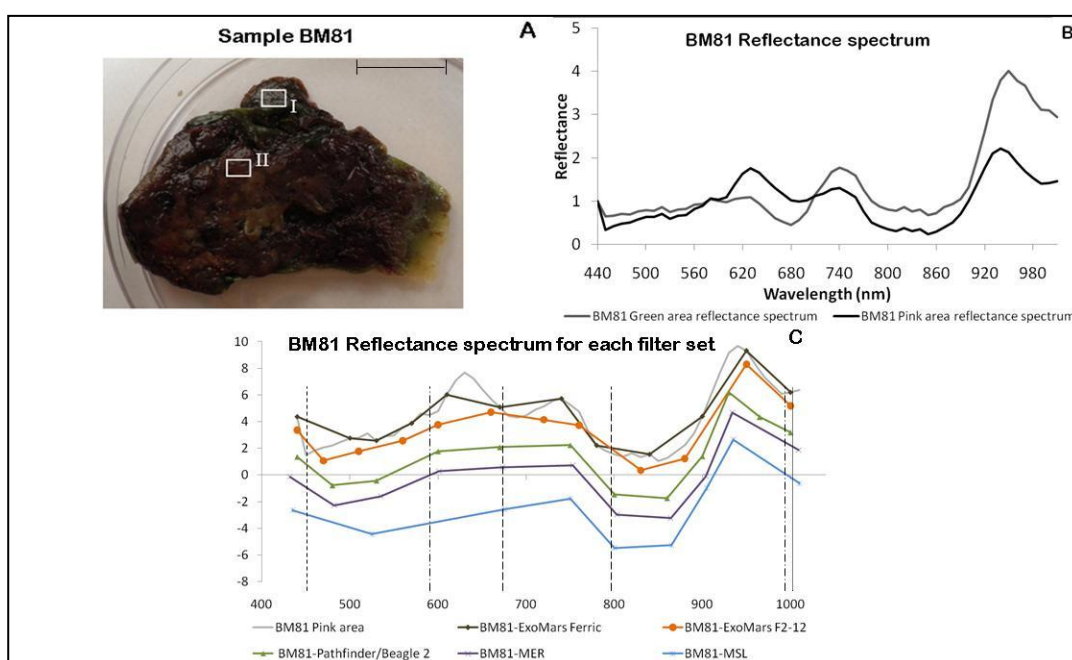 Sample BM81
A
I
II
BM81 Reflectance spectrum
B
Reflectance
5
4
3
2
1
0
440 500 560 620 680 740 800 860 920 980
Wavelength (nm)
BM81 Green area reflectance spectrum BM81 Pink area reflectance spectrum
BM81 Reflectance spectrum for each filter set
C
10
8
6
4
2
0
-2
-4
-6
-8
400 500 600 700 800 900 1000
BM81 Pink area BM81-ExoMars Ferric BM81-ExoMars F2-12
BM81-Pathfinder/Beagle 2 BM81-MER BM81-MSL